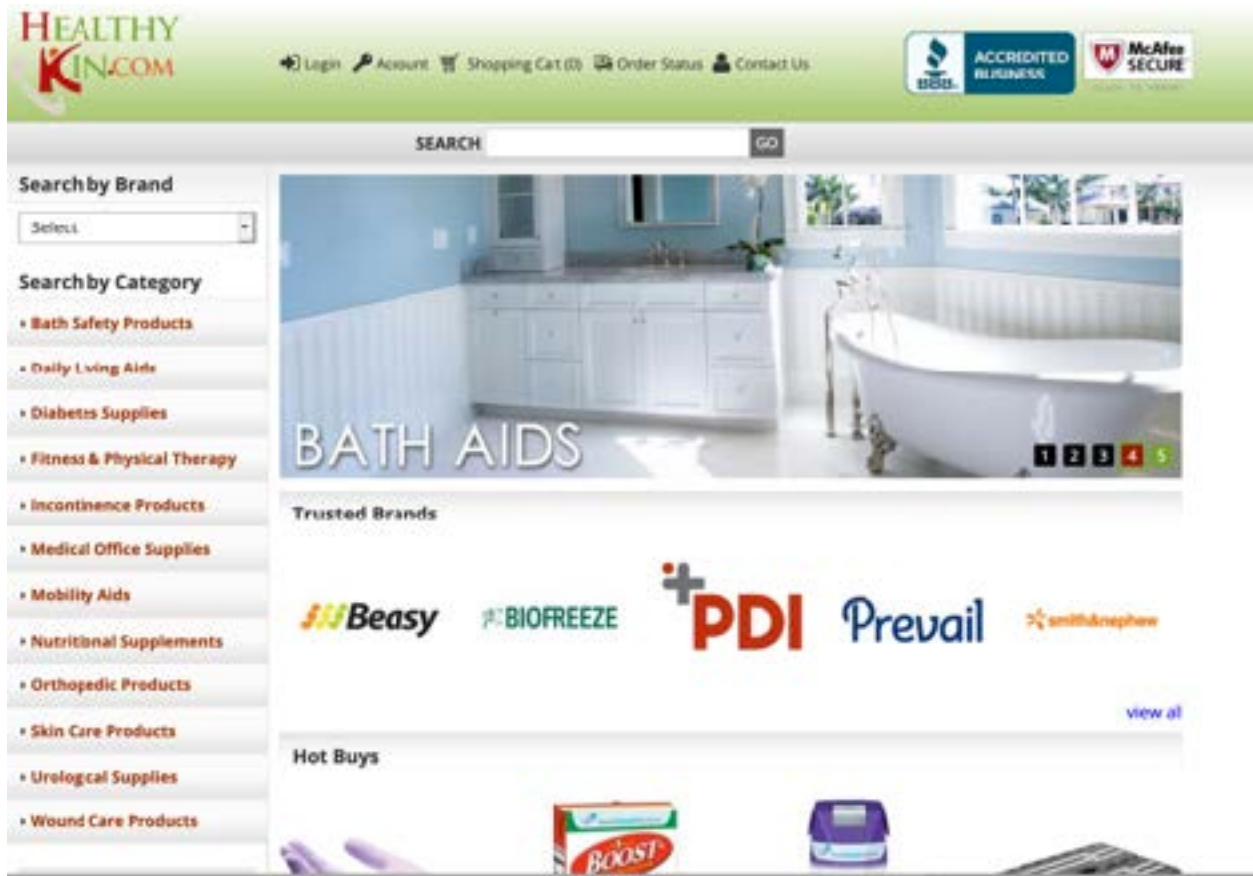 HEALTHY
KIN.COM
Login Account Shopping Cart (0) Order Status Contact Us
BBB.
ACCREDITED
BUSINESS
McAfee
SECURE
SEARCH GO
Search by Brand
Select
Search by Category
Bath Safety Products
Daily Living Aids
Diabetes Supplies
Fitness & Physical Therapy
Incontinence Products
Medical Office Supplies
Mobility Aids
Nutritional Supplements
Orthopedic Products
Skin Care Products
Urological Supplies
Wound Care Products
BATH AIDS
1 2 3 4 5
Trusted Brands
Beasy BIOFREEZE PDI Prevail smith&nephew
view all
Hot Buys
BOOST